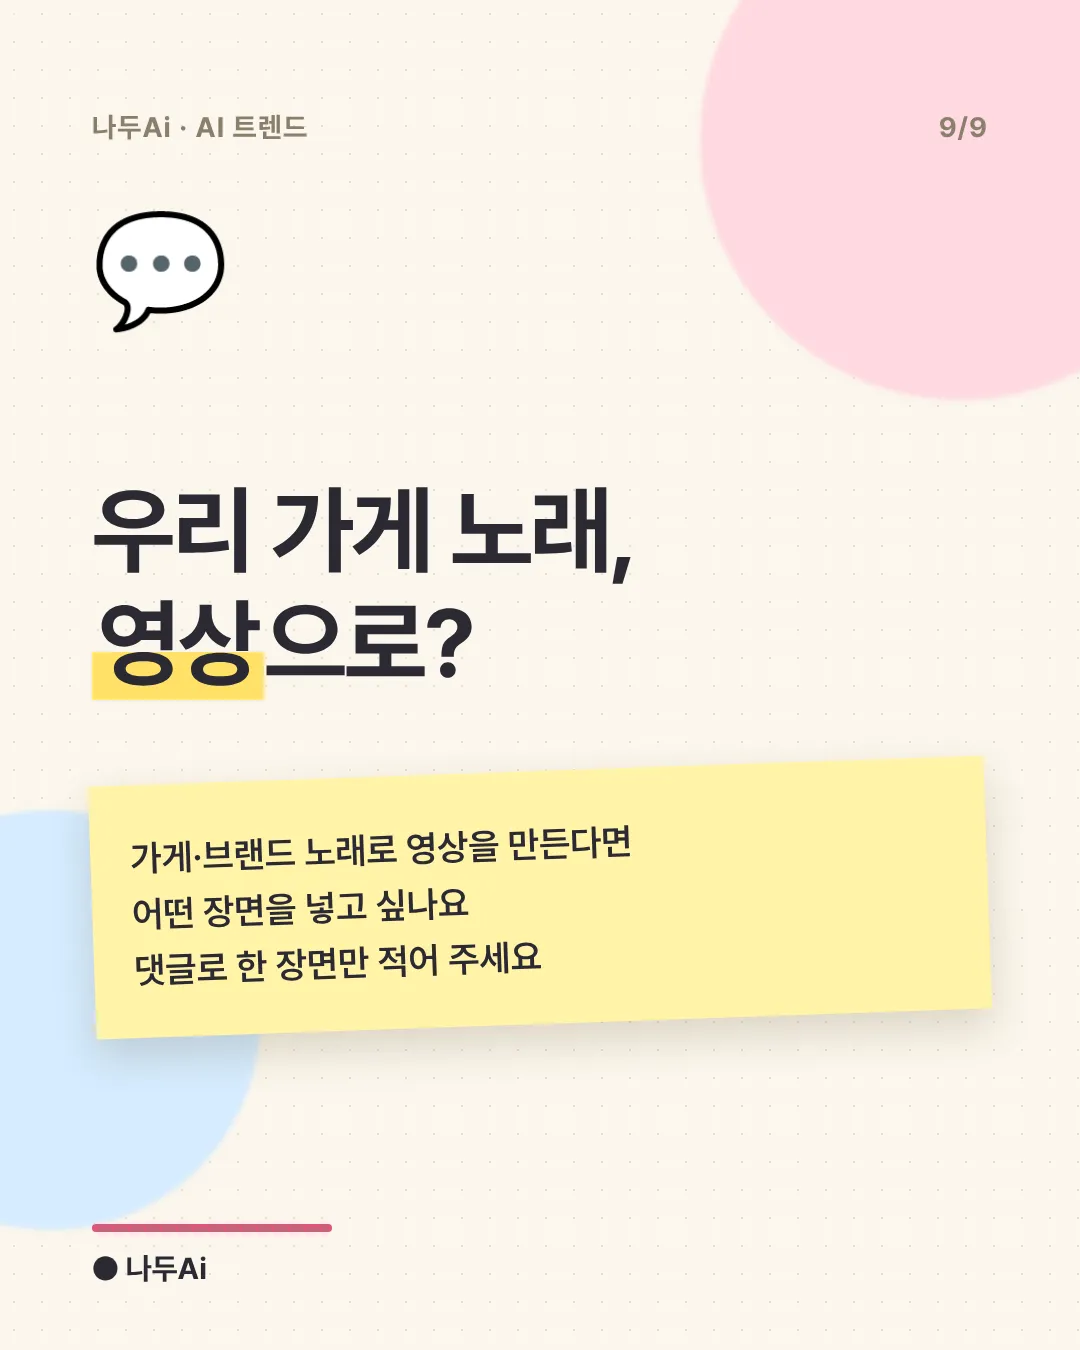 나두Ai · AI 트렌드
9/9
우리 가게 노래,
영상으로?
가게·브랜드 노래로 영상을 만든다면
어떤 장면을 넣고 싶나요
댓글로 한 장면만 적어 주세요
나두Ai